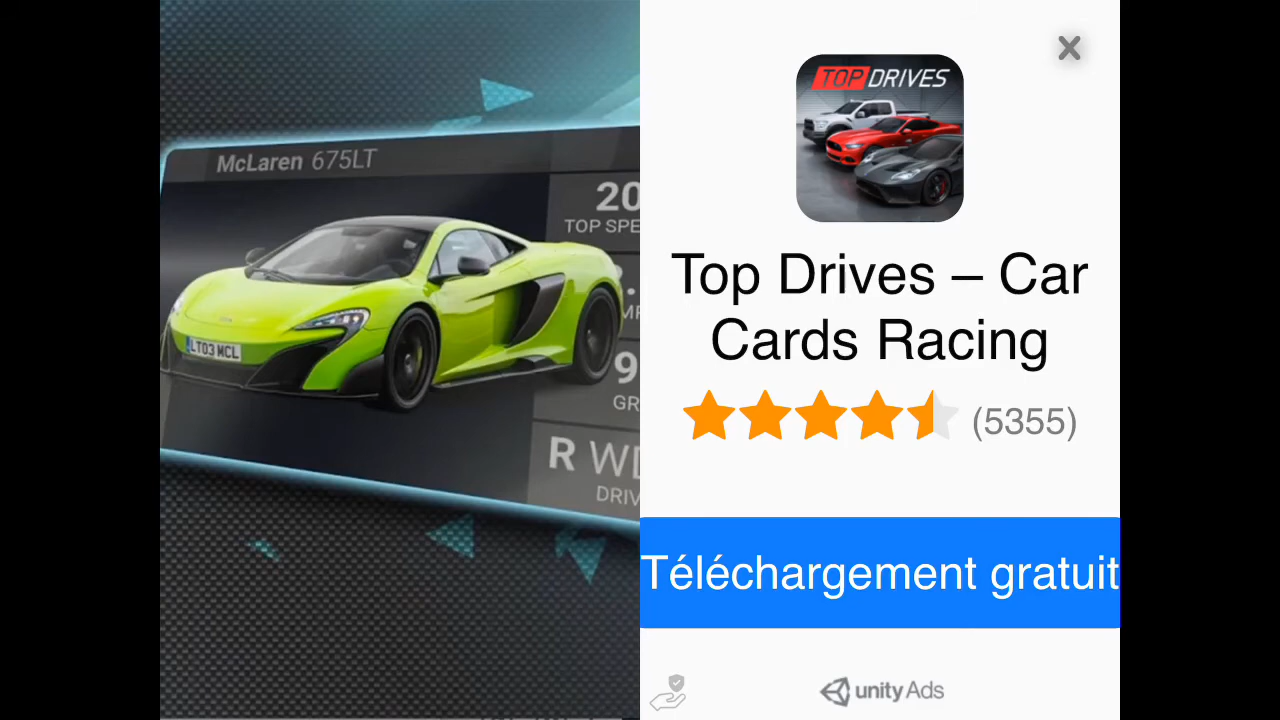 McLaren 675LT
20
TOP SPE
9
GR
R WD
DRIV
LT03 MCL
TOP DRIVES
Top Drives – Car
Cards Racing
(5355)
Téléchargement gratuit
unity Ads